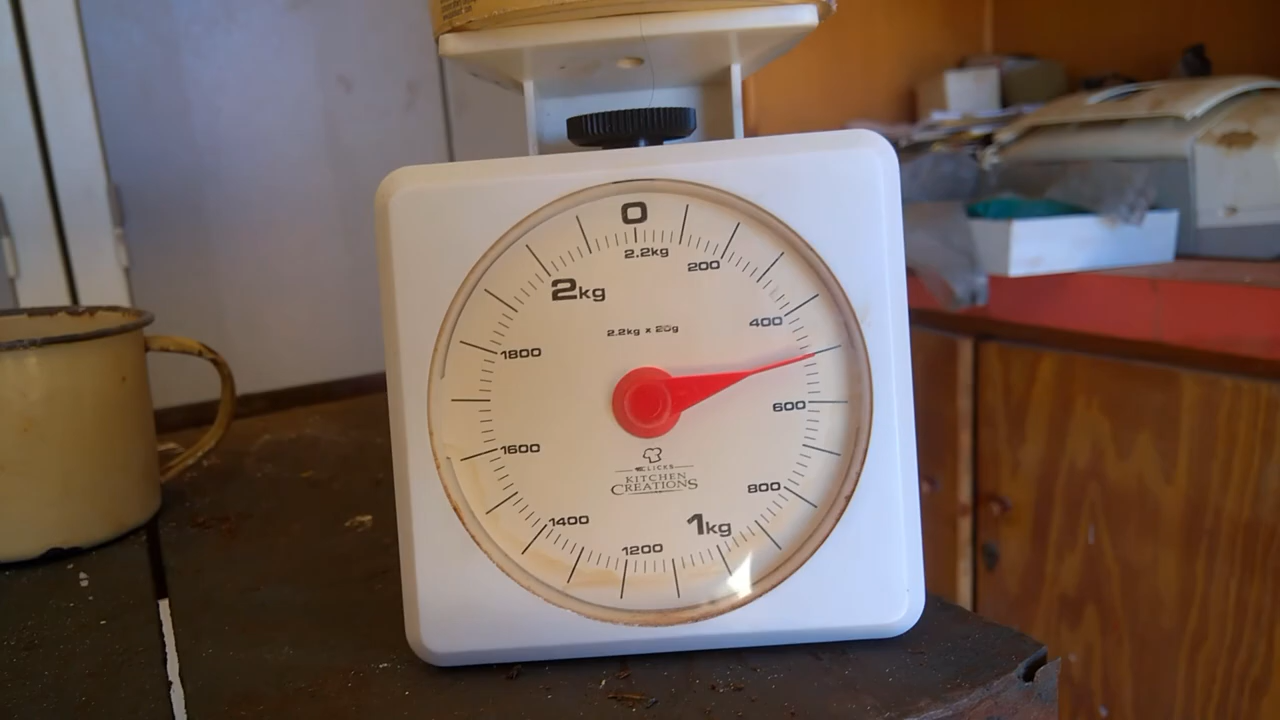 0
2.2kg
200
2kg
2.2kg x 20g
400
1800
600
1600
CLICKS
KITCHEN
CREATIONS
800
1400
1kg
1200